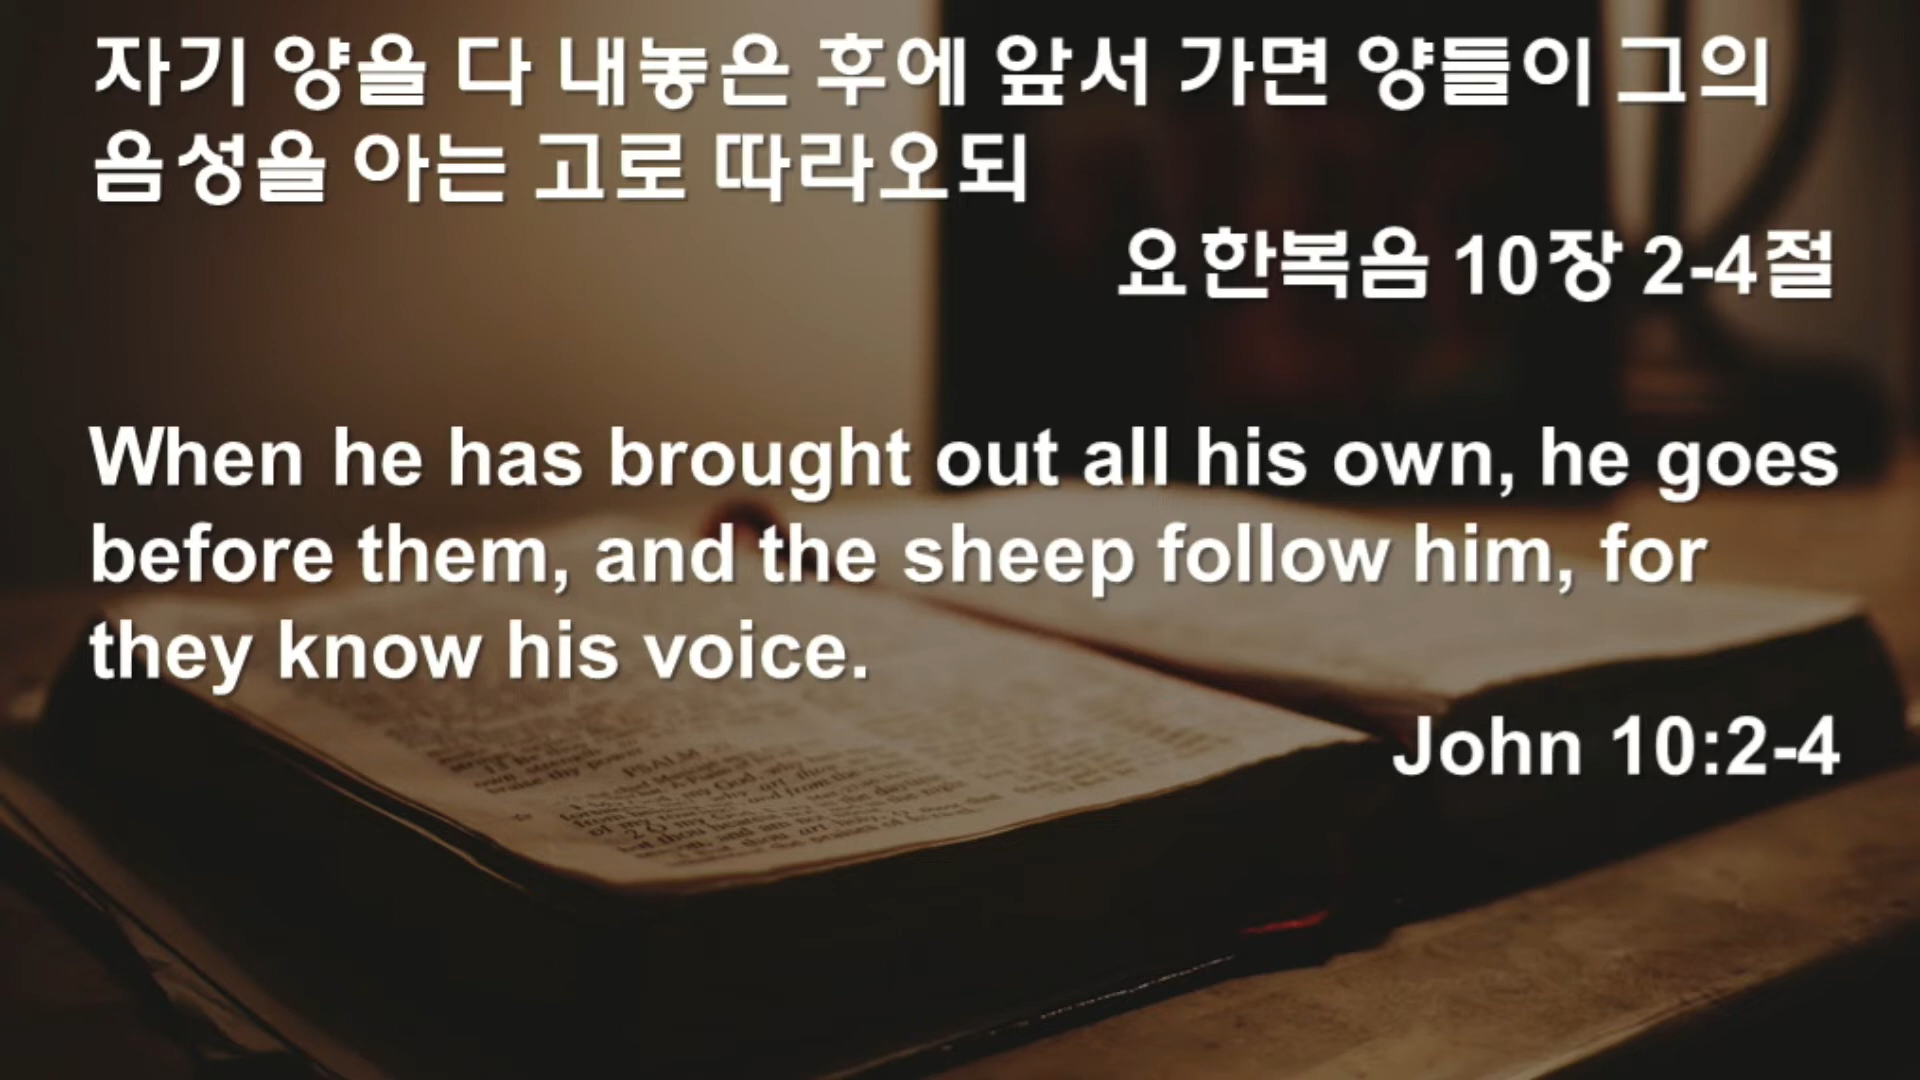 자기 양을 다 내놓은 후에 앞서 가면 양들이 그의
음성을 아는 고로 따라오되
요한복음 10장 2-4절
When he has brought out all his own, he goes
before them, and the sheep follow him, for
they know his voice.
John 10:2-4
PSALM